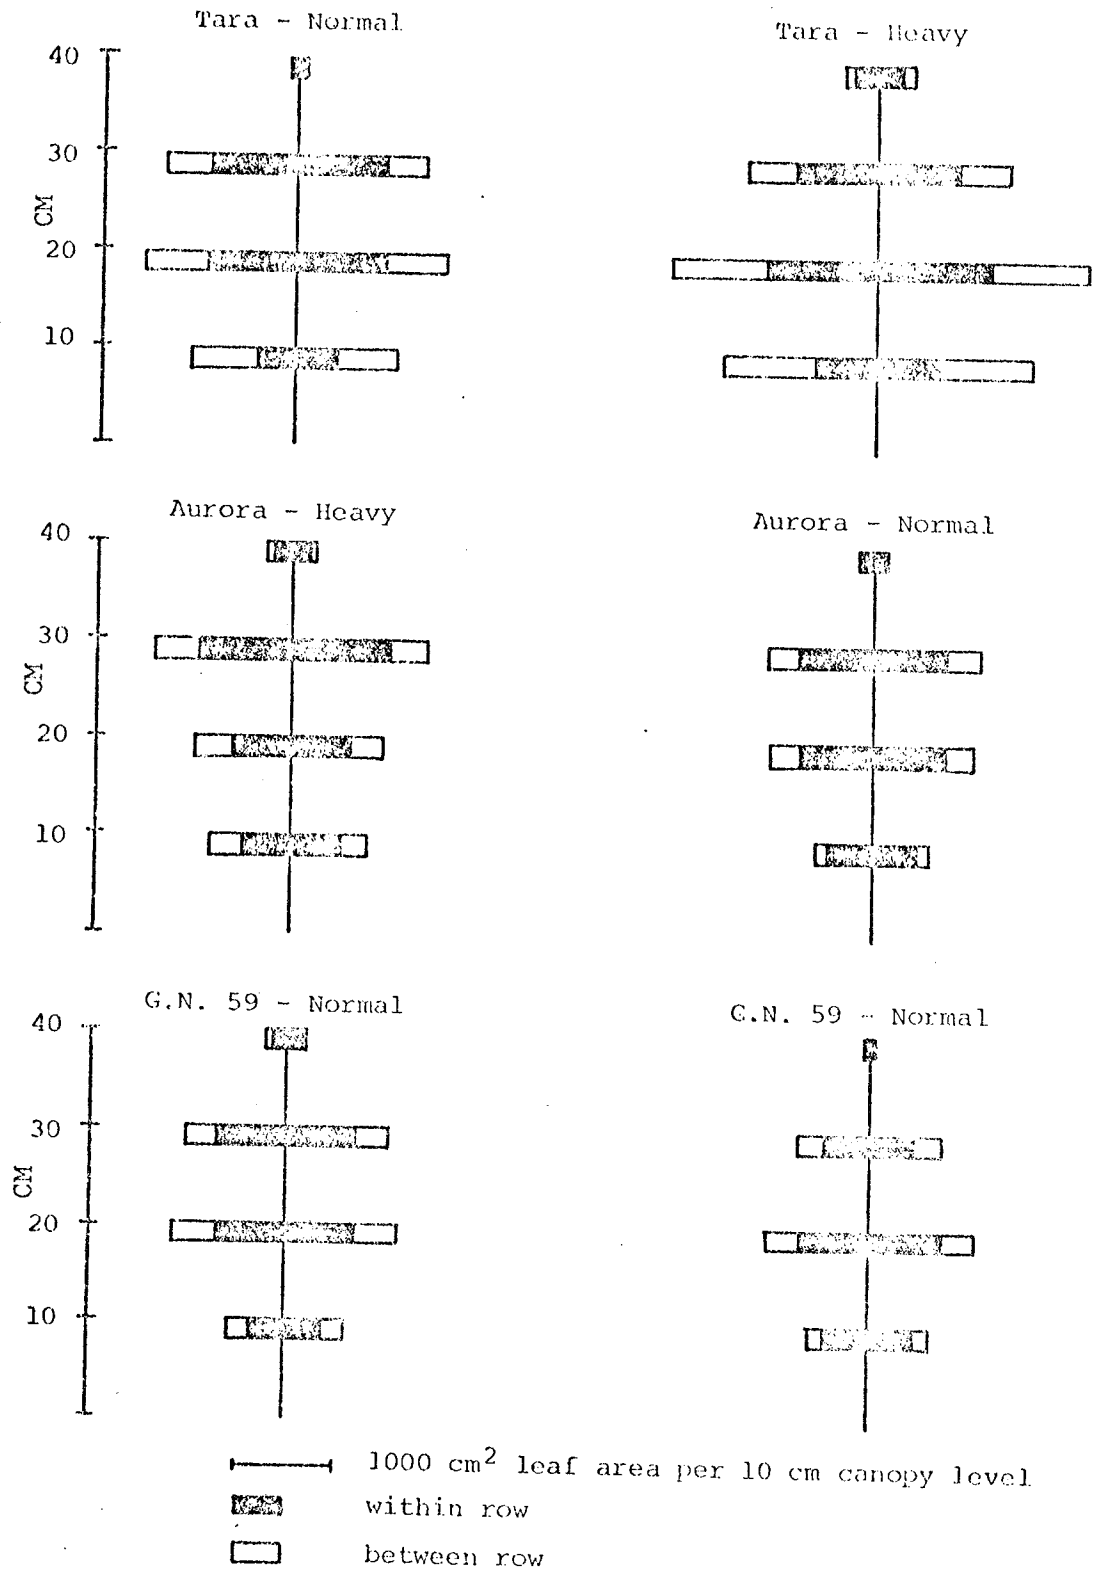 Tara - Normal
Tara - Heavy
40
30
CM
20
10
Aurora - Heavy
Aurora - Normal
40
30
CM
20
10
G.N. 59 - Normal
G.N. 59 - Normal
40
30
CM
20
10
1000 cm2 leaf area per 10 cm canopy level
within row
between row